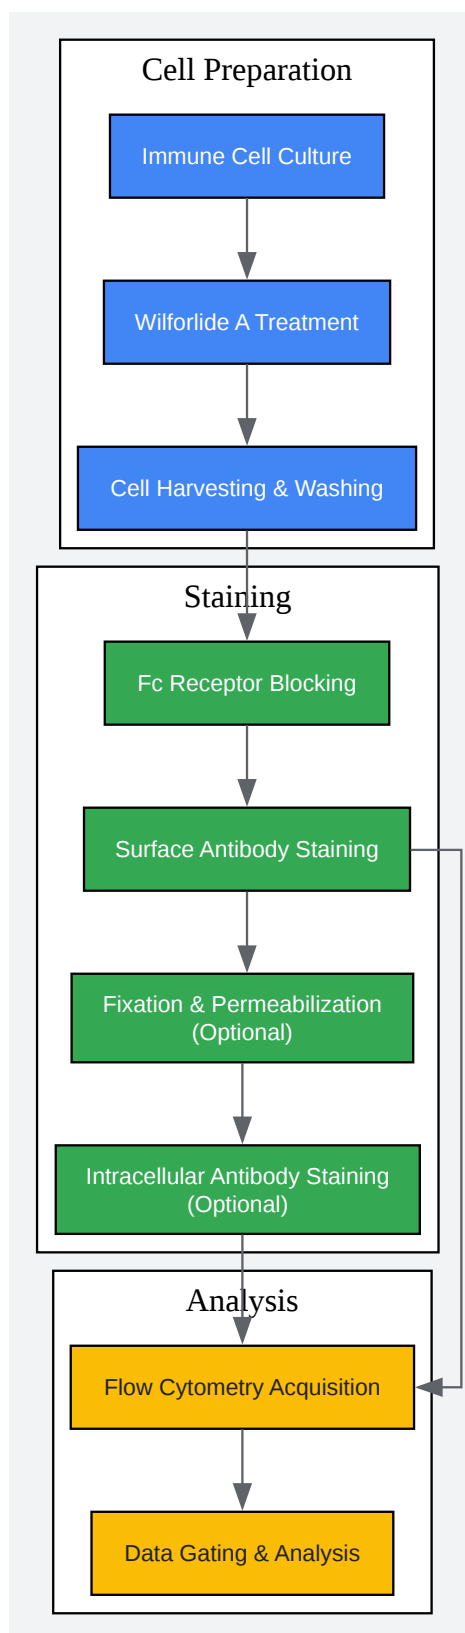 Cell Preparation
Immune Cell Culture
Wilforlide A Treatment
Cell Harvesting & Washing
Staining
Fc Receptor Blocking
Surface Antibody Staining
Fixation & Permeabilization
(Optional)
Intracellular Antibody Staining
(Optional)
Analysis
Flow Cytometry Acquisition
Data Gating & Analysis